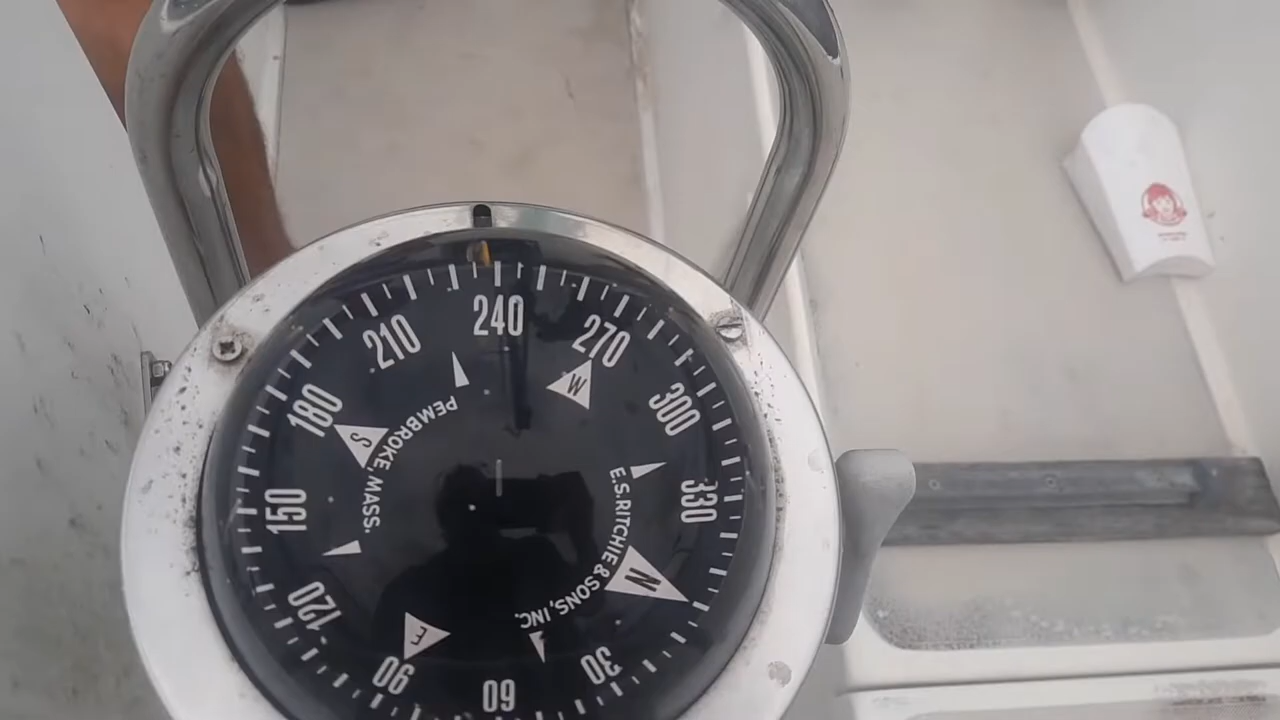 240
210
270
180
300
150
330
120
30
90
60
W
S
N
E
PEMBROKE, MASS.
E.S.RITCHIE & SONS, INC.